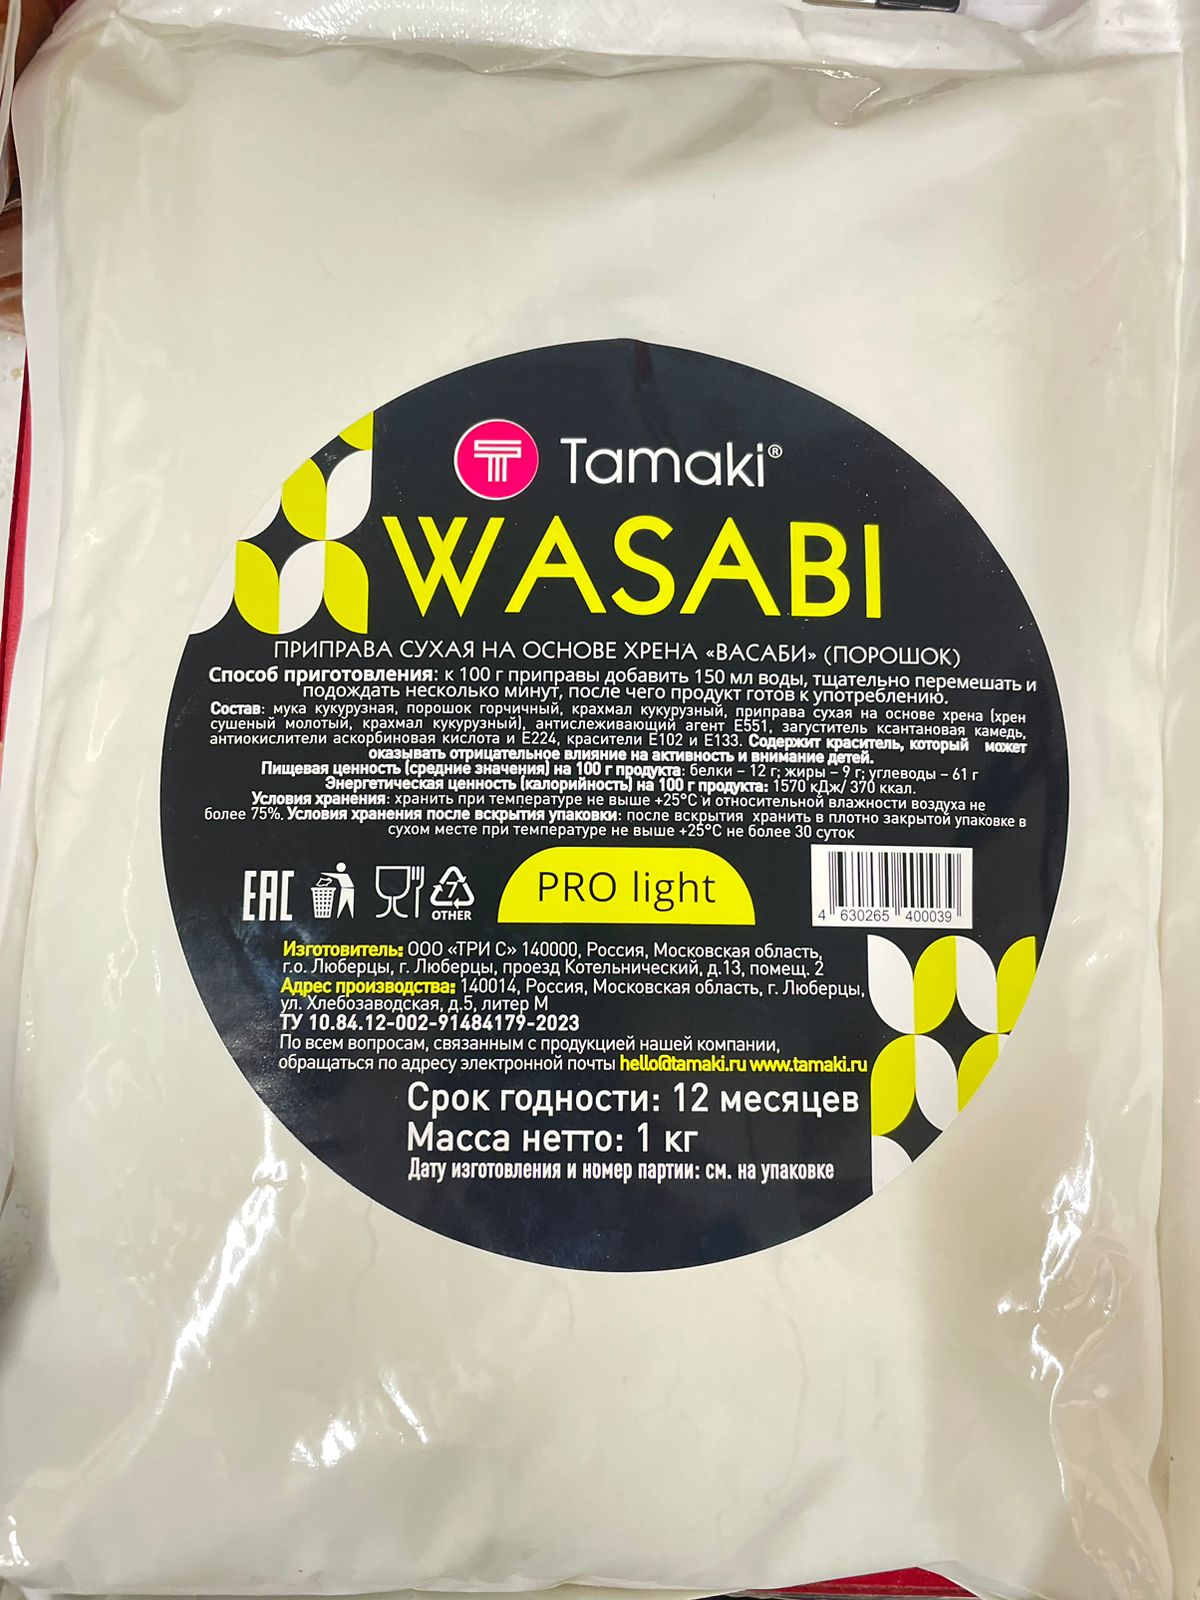 Tamaki®
WASABI
ПРИПРАВА СУХАЯ НА ОСНОВЕ ХРЕНА «ВАСАБИ» (ПОРОШОК)
Способ приготовления: к 100 г приправы добавить 150 мл воды, тщательно перемешать и
подождать несколько минут, после чего продукт готов к употреблению.
Состав: мука кукурузная, порошок горчичный, крахмал кукурузный, приправа сухая на основе хрена (хрен
сушеный молотый, крахмал кукурузный), антислеживающий агент Е551, загуститель ксантановая камедь,
антиокислители аскорбиновая кислота и Е224, красители Е102 и Е133. Содержит краситель, который может
оказывать отрицательное влияние на активность и внимание детей.
Пищевая ценность (средние значения) на 100 г продукта: белки – 12 г; жиры – 9 г; углеводы – 61 г
Энергетическая ценность (калорийность) на 100 г продукта: 1570 кДж/ 370 ккал.
Условия хранения: хранить при температуре не выше +25°С и относительной влажности воздуха не
более 75%. Условия хранения после вскрытия упаковки: после вскрытия хранить в плотно закрытой упаковке в
сухом месте при температуре не выше +25°С не более 30 суток
EAC
7
OTHER
PRO light
4 630265 400039
Изготовитель: ООО «ТРИ С» 140000, Россия, Московская область,
г.о. Люберцы, г. Люберцы, проезд Котельнический, д.13, помещ. 2
Адрес производства: 140014, Россия, Московская область, г. Люберцы,
ул. Хлебозаводская, д.5, литер М
ТУ 10.84.12-002-91484179-2023
По всем вопросам, связанным с продукцией нашей компании,
обращаться по адресу электронной почты hello@tamaki.ru www.tamaki.ru
Срок годности: 12 месяцев
Масса нетто: 1 кг
Дату изготовления и номер партии: см. на упаковке